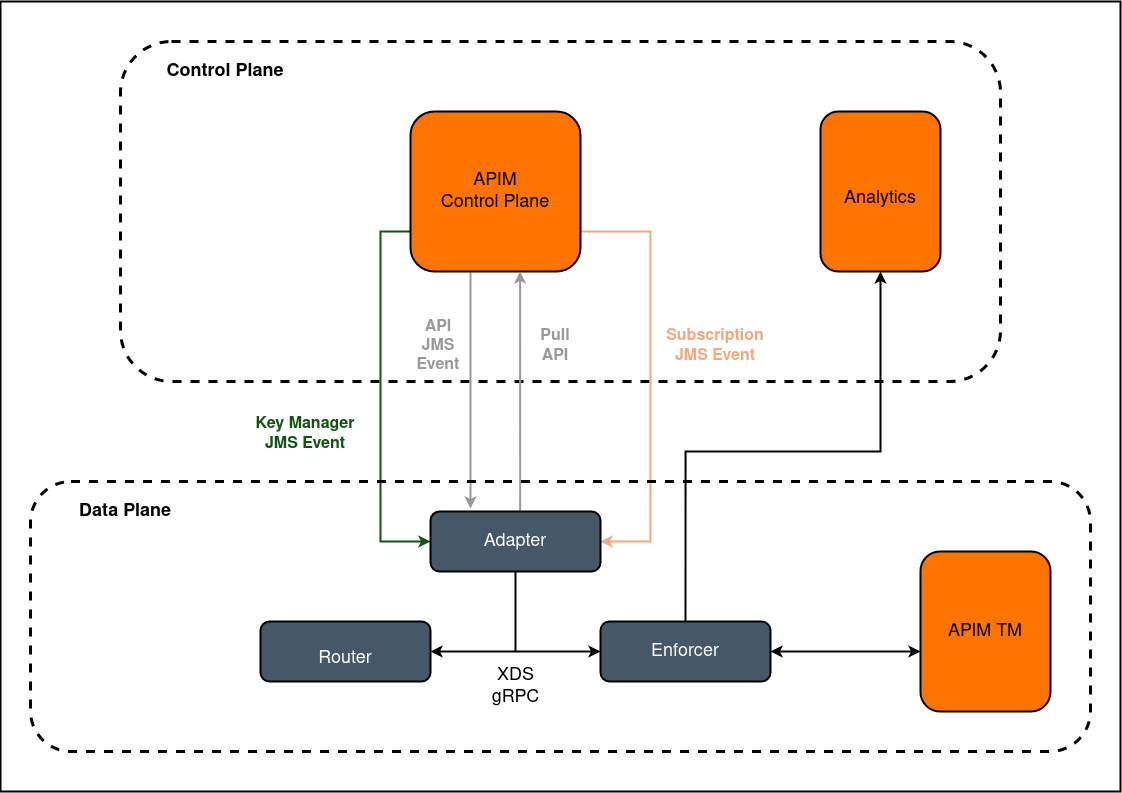 Control Plane
APIM
Control Plane
Analytics
API
JMS
Event
Pull
API
Subscription
JMS Event
Key Manager
JMS Event
Data Plane
Adapter
Router
XDS
gRPC
Enforcer
APIM TM